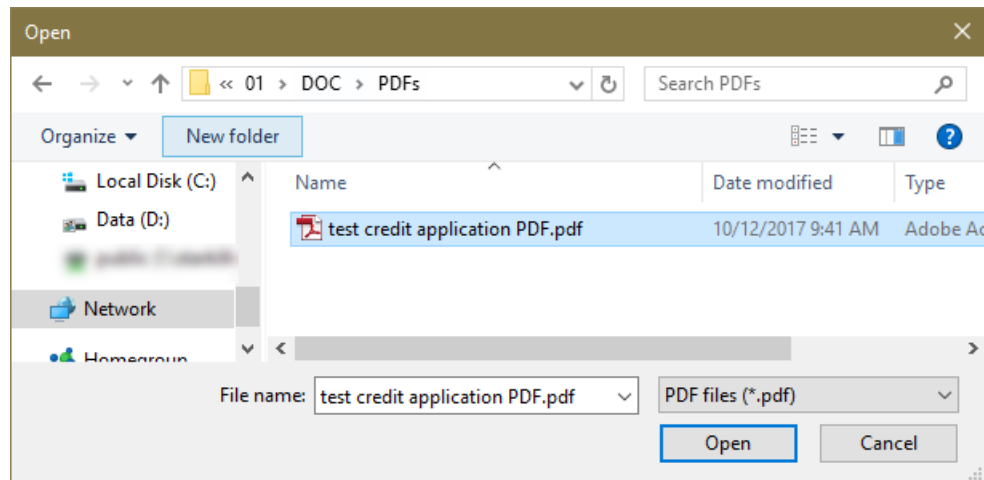 Open
« 01 > DOC > PDFs
Search PDFs
Organize
New folder
Local Disk (C:)
Name
Date modified
Type
Data (D:)
test credit application PDF.pdf
10/12/2017 9:41 AM
Adobe Ac
Network
Homegroup
File name:
test credit application PDF.pdf
PDF files (*.pdf)
Open
Cancel